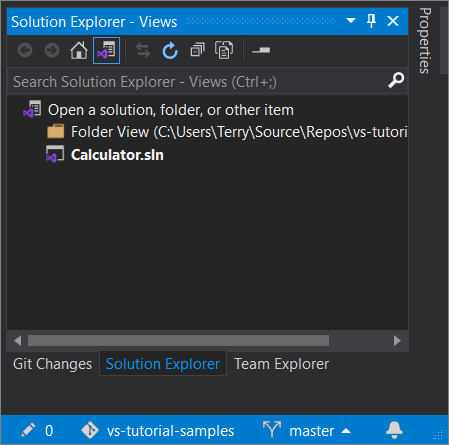 Solution Explorer - Views
Properties
Search Solution Explorer - Views (Ctrl+;)
Open a solution, folder, or other item
Folder View (C:\Users\Terry\Source\Repos\vs-tutori
Calculator.sln
Git Changes Solution Explorer Team Explorer
0 vs-tutorial-samples master